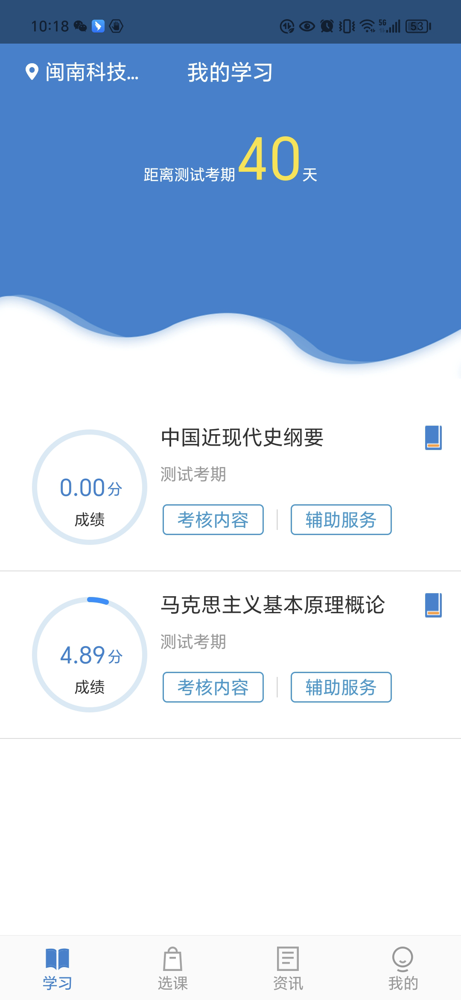 10:18
5G
53
闽南科技...
我的学习
距离测试考期40天
中国近现代史纲要
测试考期
0.00分
成绩
考核内容
辅助服务
马克思主义基本原理概论
测试考期
4.89分
成绩
考核内容
辅助服务
学习
选课
资讯
我的